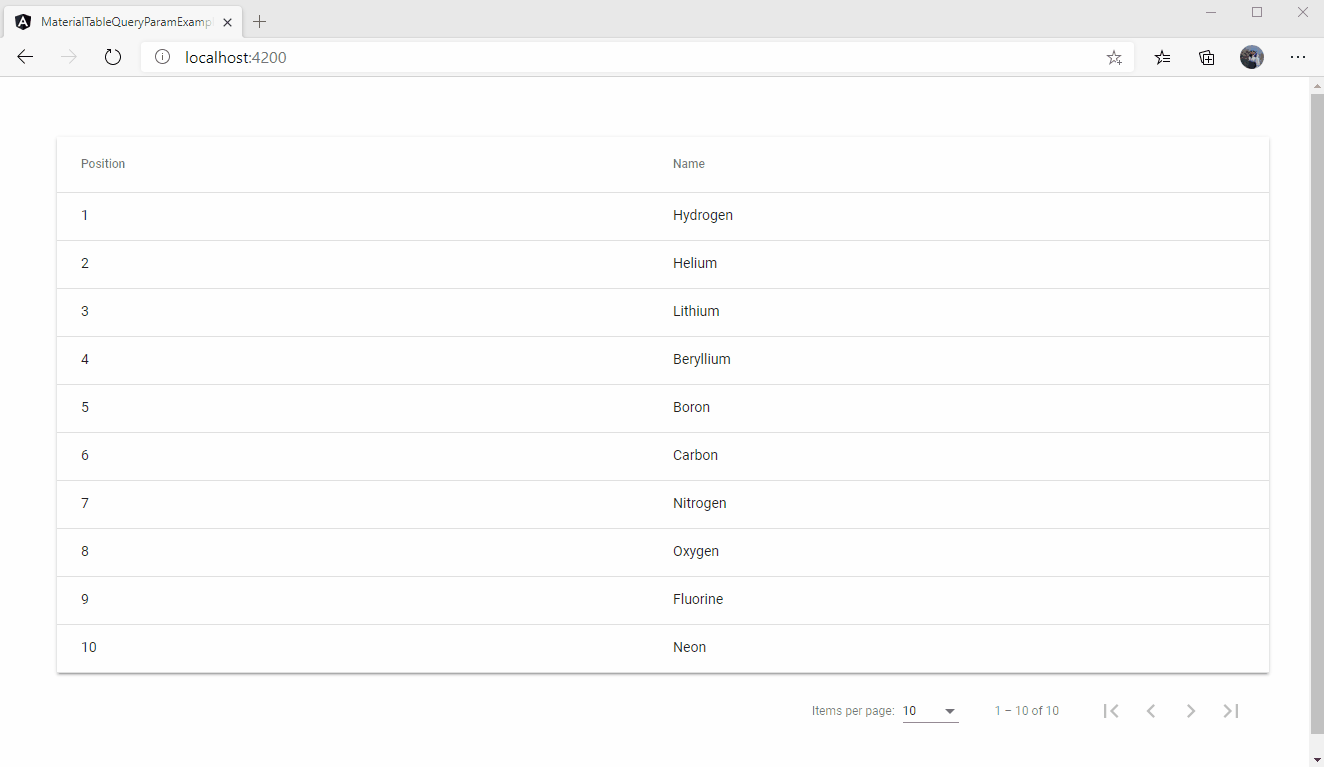 MaterialTableQueryParamExampl
localhost:4200
Position Name
1 Hydrogen
2 Helium
3 Lithium
4 Beryllium
5 Boron
6 Carbon
7 Nitrogen
8 Oxygen
9 Fluorine
10 Neon
Items per page: 10 1 – 10 of 10